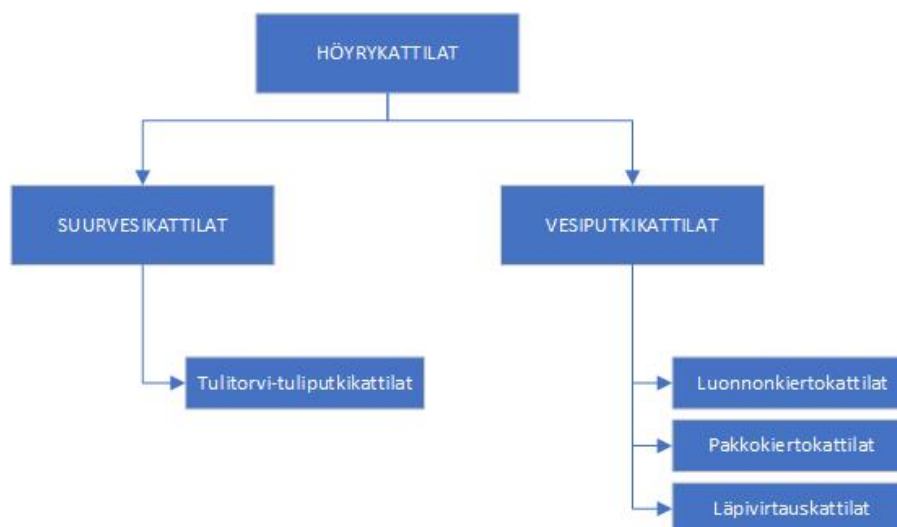 HÖYRYKATTILAT
SUURVESIKATTILAT
VESIPUTKIKATTILAT
Tulitorvi-tuliputkikattilat
Luonnonkiertokattilat
Pakkokiertokattilat
Läpivirtauskattilat